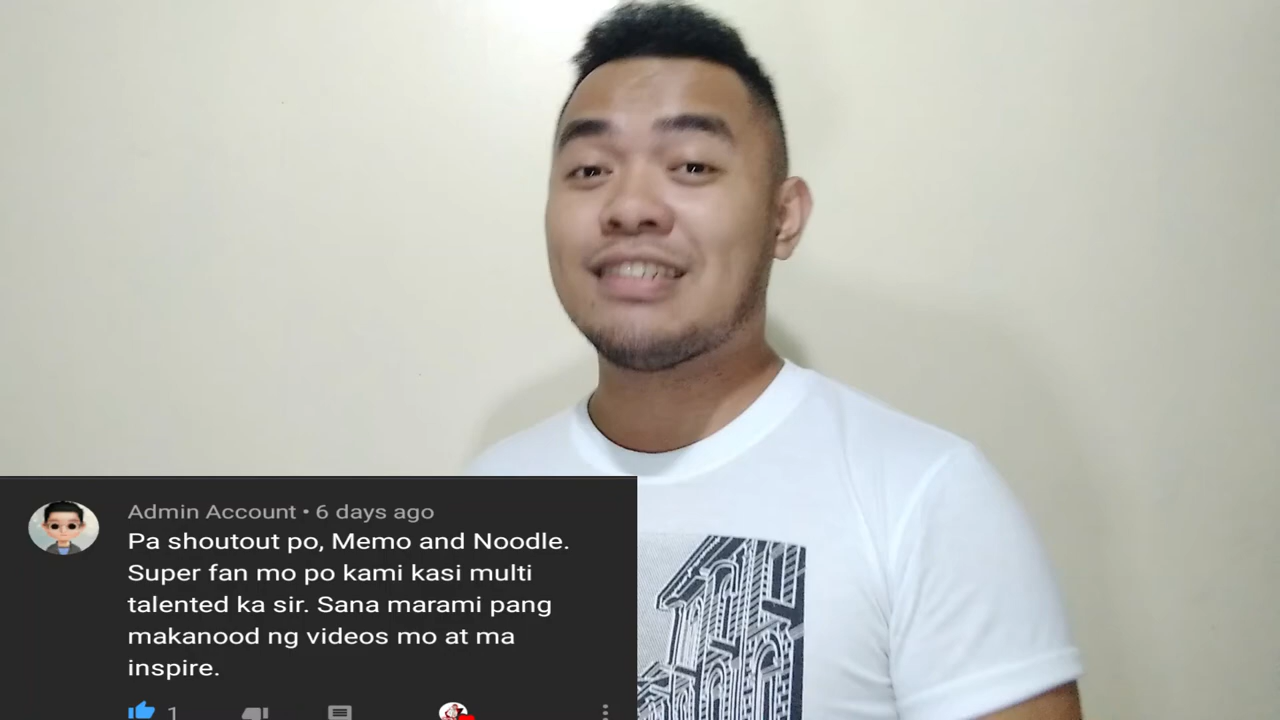 Admin Account • 6 days ago
Pa shoutout po, Memo and Noodle.
Super fan mo po kami kasi multi
talented ka sir. Sana marami pang
makanood ng videos mo at ma
inspire.
1